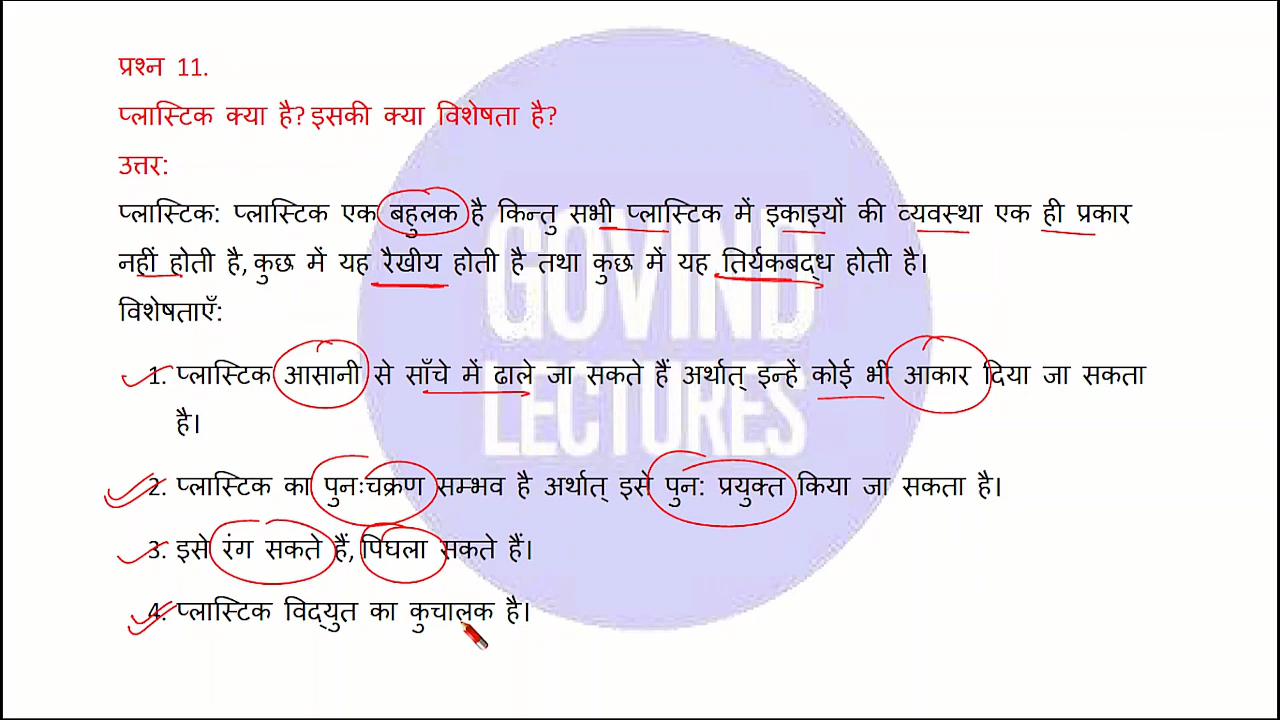 प्रश्न 11.
प्लास्टिक क्या है? इसकी क्या विशेषता है?
उत्तर:
प्लास्टिक: प्लास्टिक एक बहुलक है किन्तु सभी प्लास्टिक में इकाइयों की व्यवस्था एक ही प्रकार
नहीं होती है, कुछ में यह रैखीय होती है तथा कुछ में यह तिर्यकबद्ध होती है।
विशेषताएँ:
1. प्लास्टिक आसानी से साँचे में ढाले जा सकते हैं अर्थात् इन्हें कोई भी आकार दिया जा सकता
है।
2. प्लास्टिक का पुनःचक्रण सम्भव है अर्थात् इसे पुन: प्रयुक्त किया जा सकता है।
3. इसे रंग सकते हैं, पिघला सकते हैं।
4. प्लास्टिक विद्युत का कुचालक है।
GOVIND
LECTURES